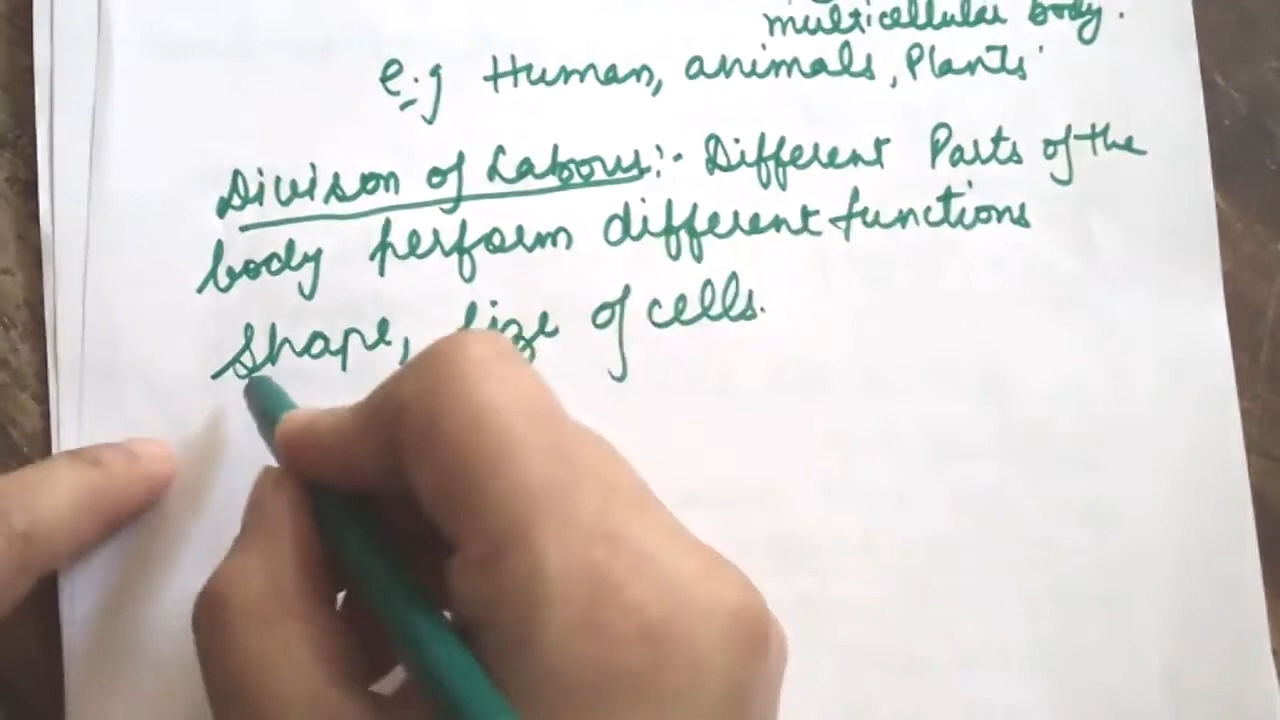 multicellular body.
e.g Human, animals, Plants
Divison of Labour:- Different Parts of the
body perform different functions
Shape, size of cells.